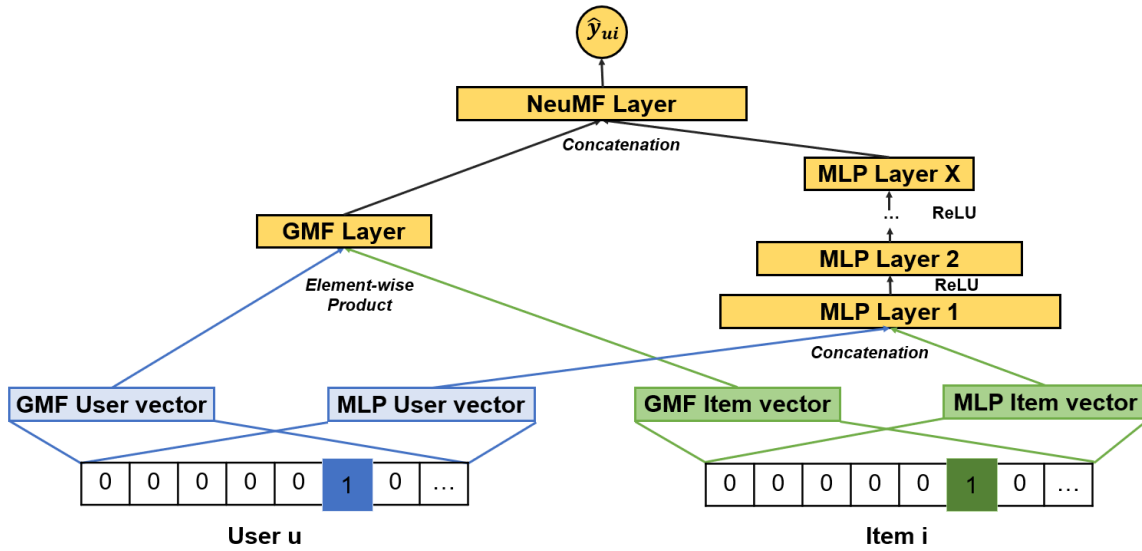 ŷui
NeuMF Layer
Concatenation
MLP Layer X
... ReLU
GMF Layer
MLP Layer 2
Element-wise
Product
ReLU
MLP Layer 1
Concatenation
GMF User vector MLP User vector GMF Item vector MLP Item vector
0 0 0 0 0 1 0 ... 0 0 0 0 0 1 0 ...
User u Item i